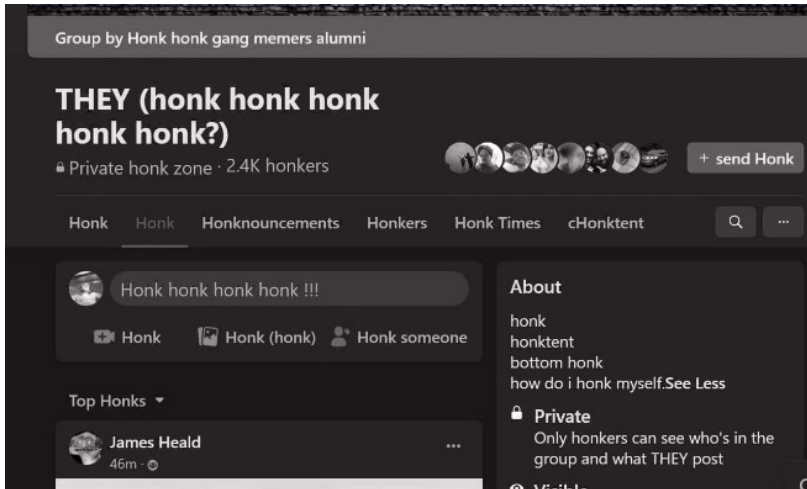 Group by Honk honk gang memers alumni
THEY (honk honk honk
honk honk?)
Private honk zone · 2.4K honkers
+ send Honk
Honk Honk Honknouncements Honkers Honk Times cHonktent
Honk honk honk honk !!!
Honk Honk (honk) Honk someone
Top Honks
James Heald
46m ·
About
honk
honktent
bottom honk
how do i honk myself.See Less
Private
Only honkers can see who's in the
group and what THEY post